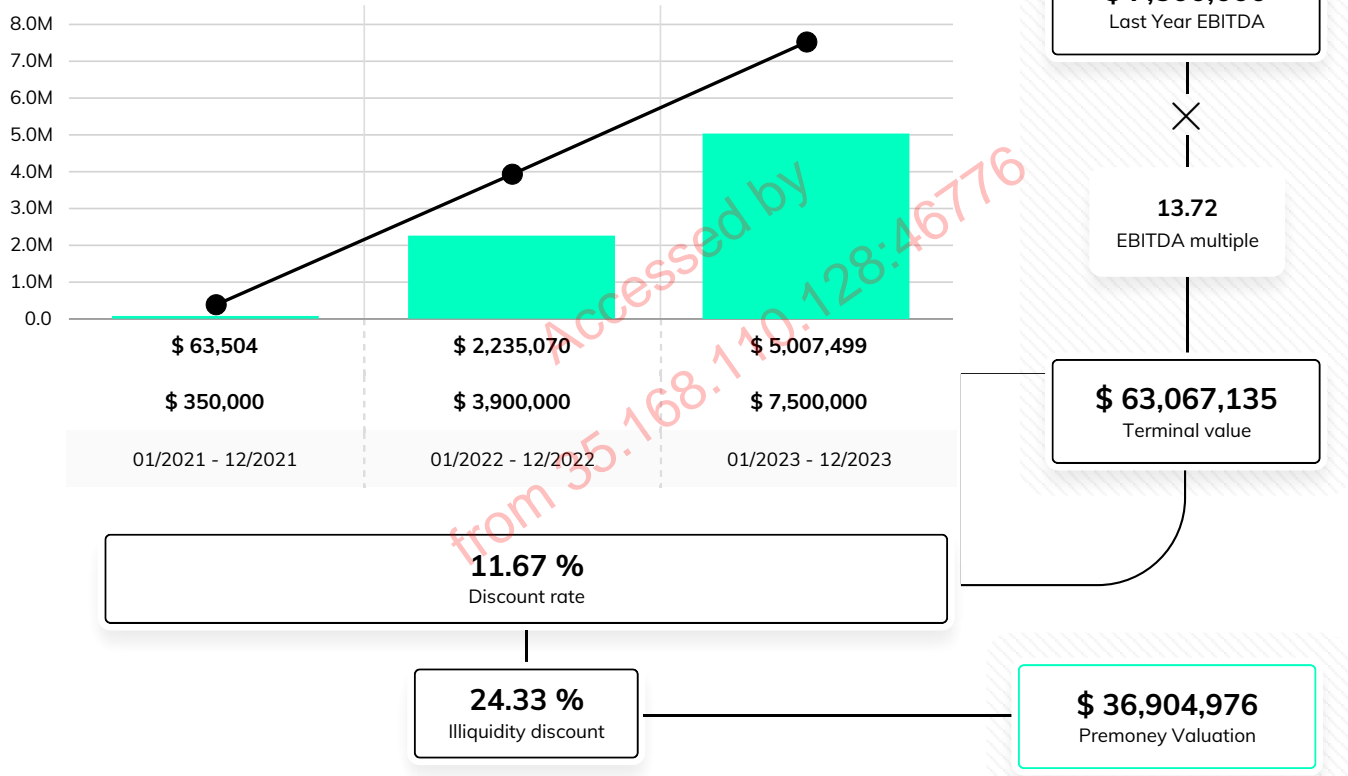 8.0M
7.0M
6.0M
5.0M
4.0M
3.0M
2.0M
1.0M
0.0
$ 63,504 $ 2,235,070 $ 5,007,499
$ 350,000 $ 3,900,000 $ 7,500,000
01/2021 - 12/2021 01/2022 - 12/2022 01/2023 - 12/2023
Last Year EBITDA
13.72
EBITDA multiple
$ 63,067,135
Terminal value
11.67 %
Discount rate
24.33 %
Illiquidity discount
$ 36,904,976
Premoney Valuation
Accessed by
from 35.168.110.128:46776